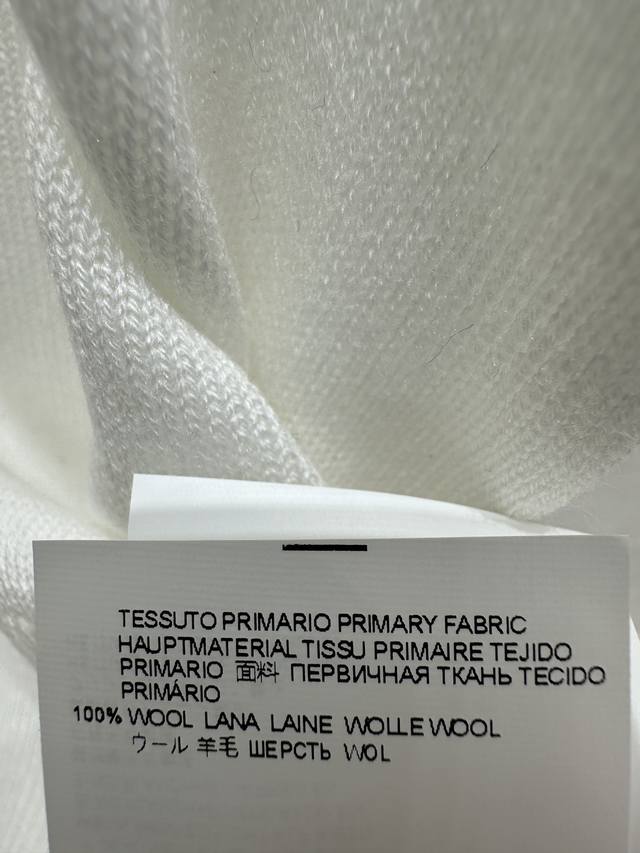 TESSUTO PRIMARIO PRIMARY FABRIC
HAUPTMATERIAL TISSU PRIMAIRE TEJIDO
PRIMARIO 面料 ПЕРВИЧНАЯ ТКАНЬ TECIDO
PRIMÁRIO
100% WOOL LANA LAINE WOLLE WOOL
ウール 羊毛 ШЕРСТЬ WOL